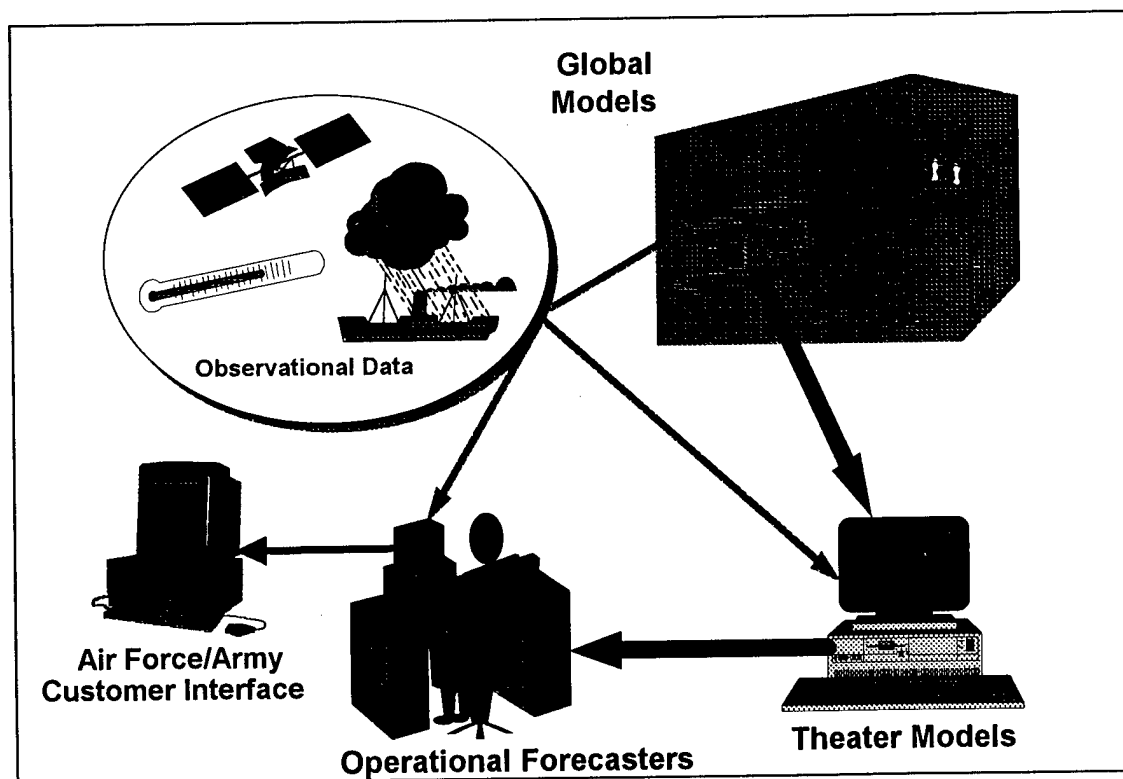 Global
Models
Observational Data
Air Force/Army
Customer Interface
Operational Forecasters
Theater Models